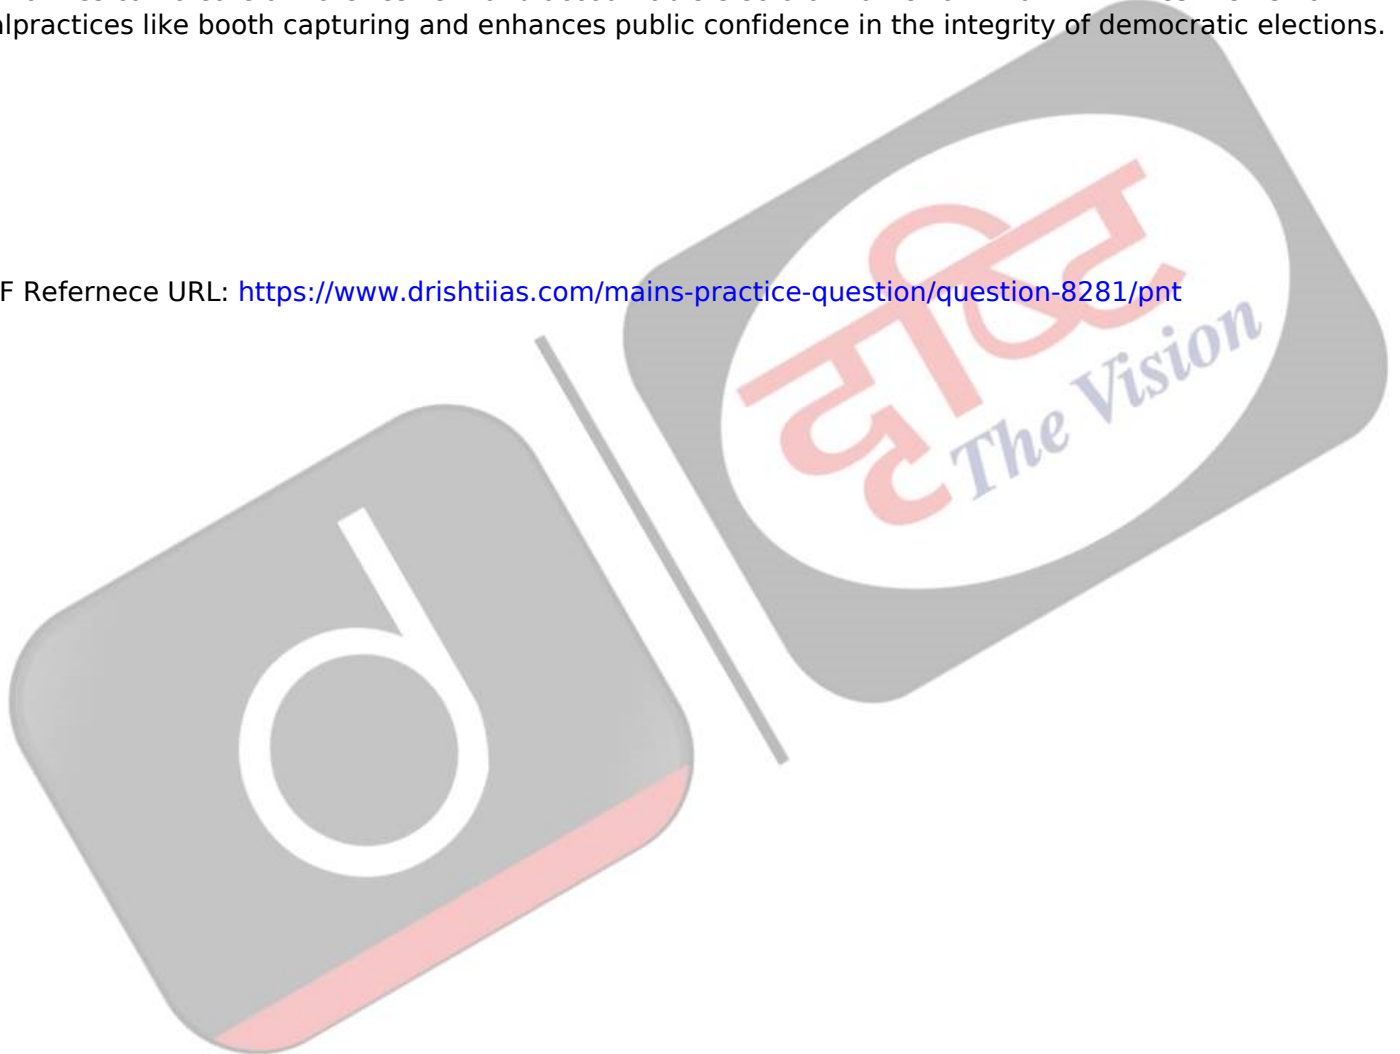 alpractices like booth capturing and enhances public confidence in the integrity of democratic elections.
F Refernece URL: https://www.drishtiias.com/mains-practice-question/question-8281/pnt
दृष्टि
The Vision
d